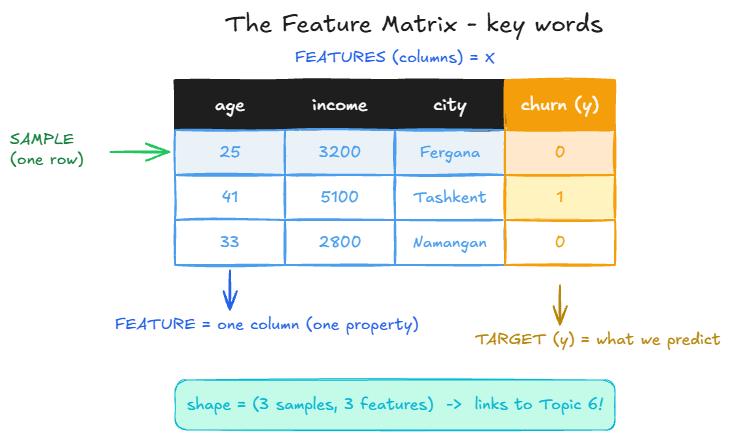 The Feature Matrix - key words
FEATURES (columns) = X
age income city churn (y)
SAMPLE
(one row)
25 3200 Fergana 0
41 5100 Tashkent 1
33 2800 Namangan 0
FEATURE = one column (one property)
TARGET (y) = what we predict
shape = (3 samples, 3 features) -> links to Topic 6!